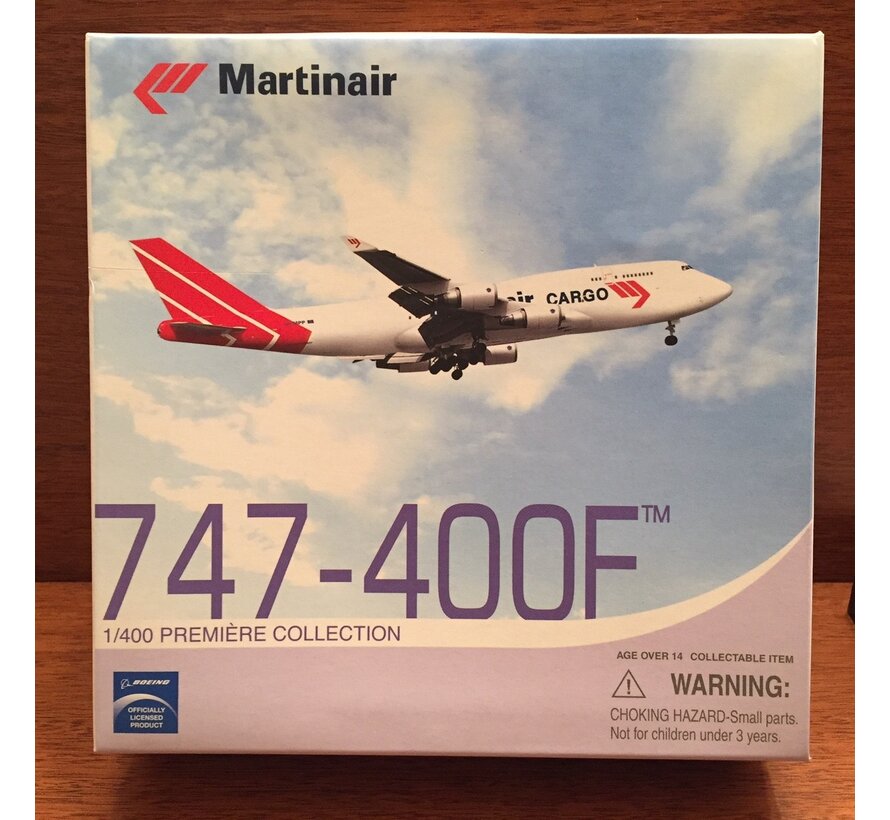 Martinair
air CARGO
747-400F™
1/400 PREMIÈRE COLLECTION
AGE OVER 14 COLLECTABLE ITEM
WARNING:
CHOKING HAZARD-Small parts.
Not for children under 3 years.
BOEING
OFFICIALLY
LICENSED
PRODUCT